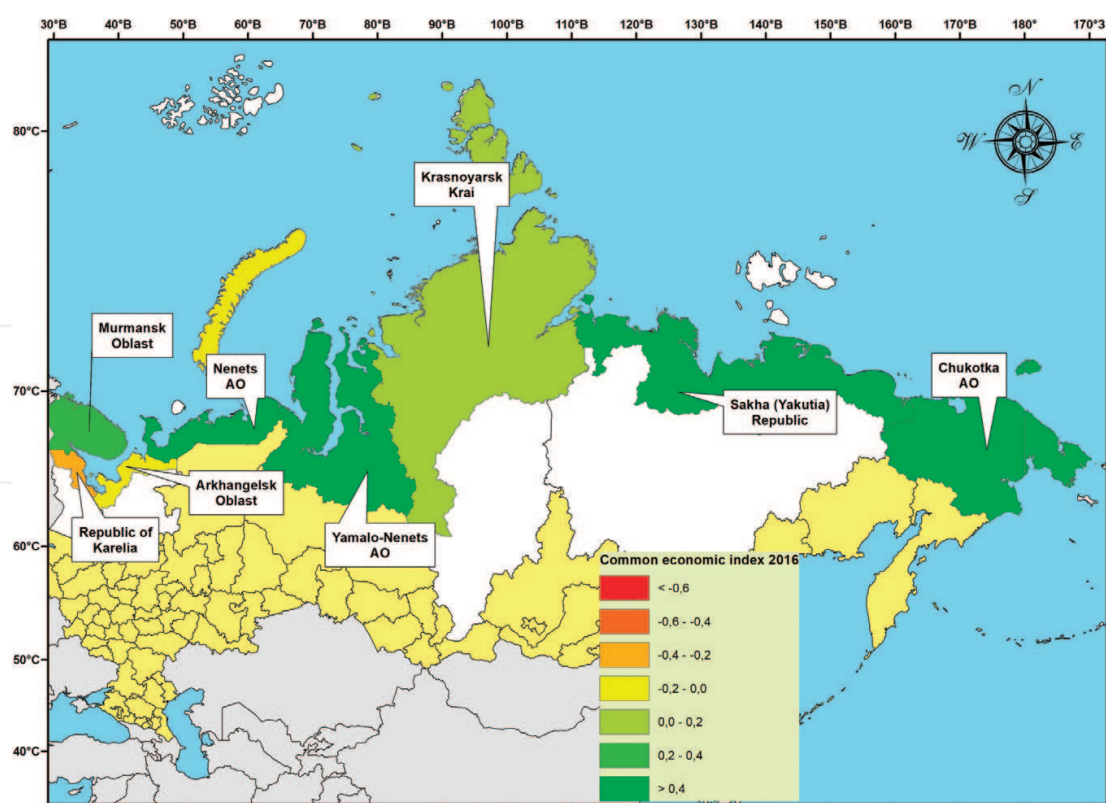 30°B 40°B 50°B 60°B 70°B 80°B 90°B 100°B 110°B 120°B 130°B 140°B 150°B 160°B 170°B 180° 170°3
80°C
70°C
60°C
50°C
40°C
N
W
E
S
Krasnoyarsk
Krai
Murmansk
Oblast
Nenets
AO
Chukotka
AO
Sakha (Yakutia)
Republic
Arkhangelsk
Oblast
Republic of
Karelia
Yamalo-Nenets
AO
Common economic index 2016
< -0,6
-0,6 - -0,4
-0,4 - -0,2
-0,2 - 0,0
0,0 - 0,2
0,2 - 0,4
> 0,4